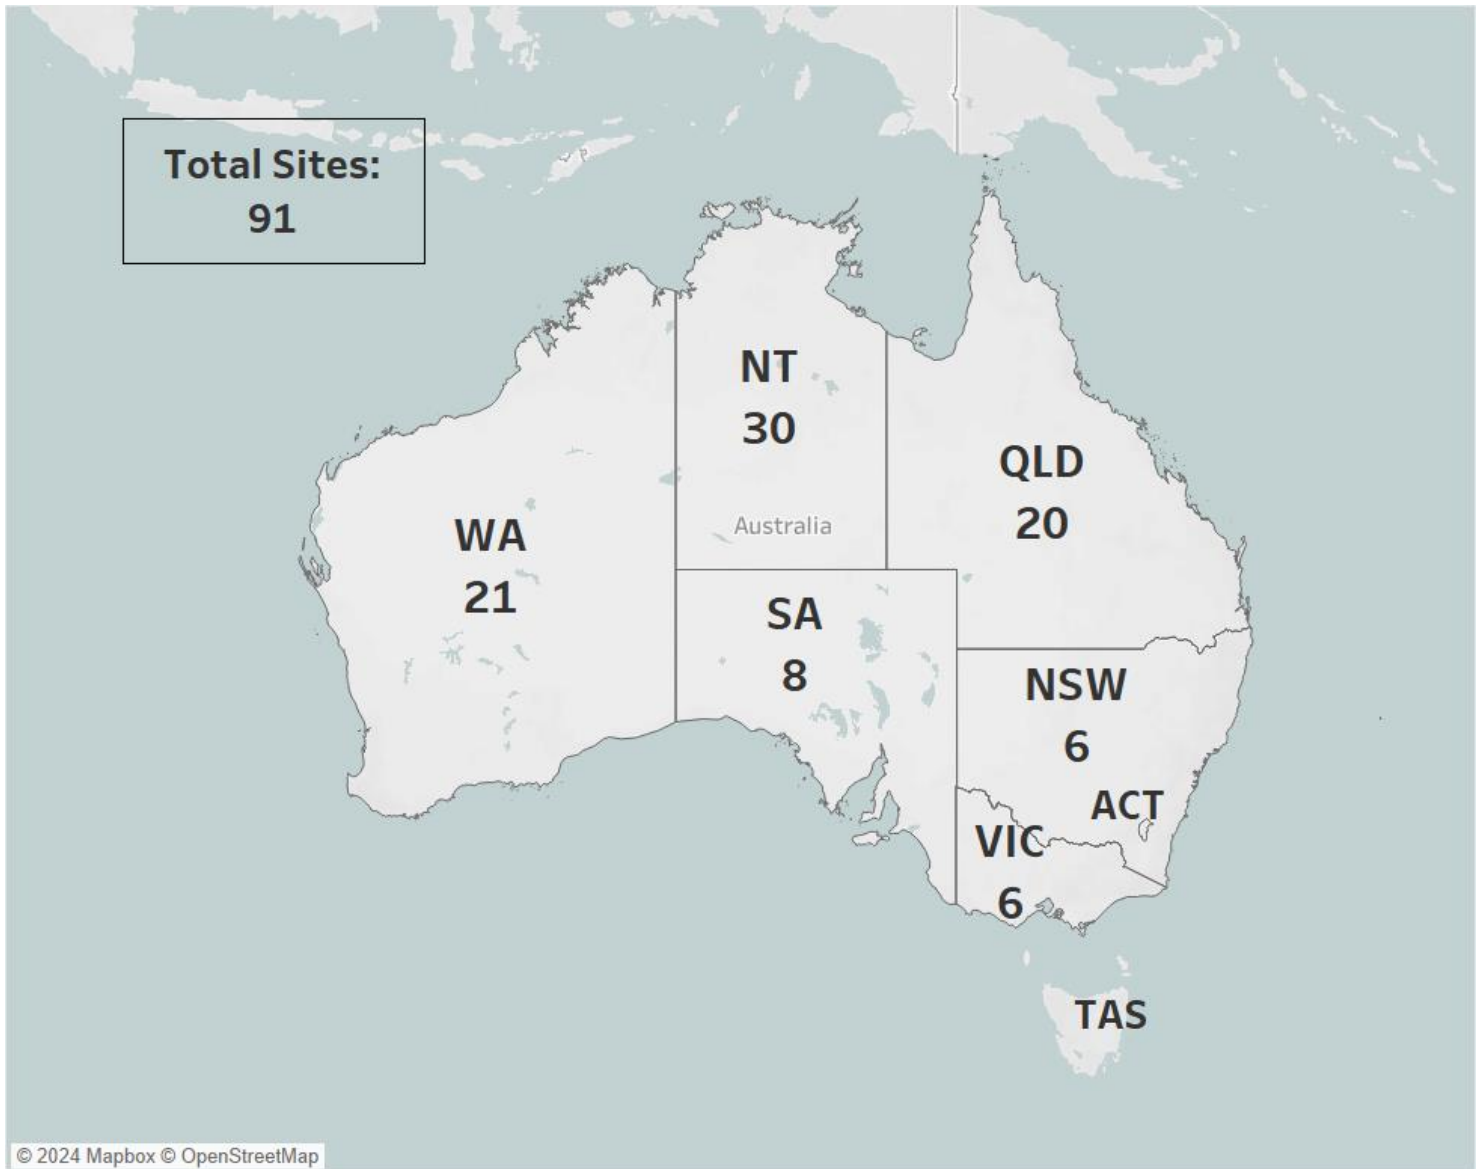 Total Sites:
91
NT
30
QLD
20
Australia
WA
21
SA
8
NSW
6
ACT
VIC
6
TAS
© 2024 Mapbox © OpenStreetMap